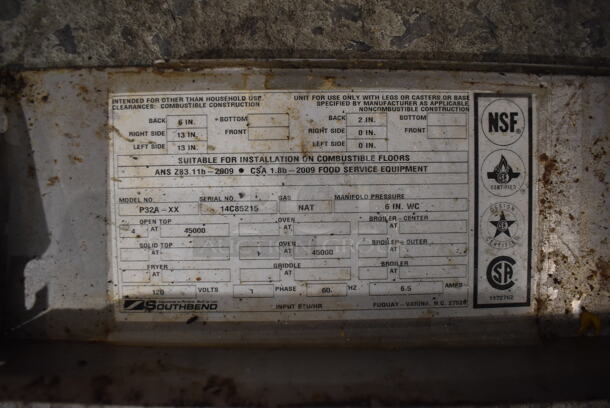 INTENDED FOR OTHER THAN HOUSEHOLD USE
CLEARANCES: COMBUSTIBLE CONSTRUCTION
UNIT FOR USE ONLY WITH LEGS OR CASTERS OR BASE
SPECIFIED BY MANUFACTURER AS APPLICABLE
NONCOMBUSTIBLE CONSTRUCTION
BACK 6 IN. BOTTOM BACK 2 IN. BOTTOM
RIGHT SIDE 13 IN. FRONT RIGHT SIDE 0 IN. FRONT
LEFT SIDE 13 IN. LEFT SIDE 0 IN.
SUITABLE FOR INSTALLATION ON COMBUSTIBLE FLOORS
ANS Z83.11b-2009 • CSA 1.8b-2009 FOOD SERVICE EQUIPMENT
MODEL NO. SERIAL NO. GAS MANIFOLD PRESSURE
P32A-XX 14C85215 NAT 6 IN. WC
OPEN TOP OVEN BROILER-CENTER
4 AT 45000 AT AT
SOLID TOP OVEN BROILER-OUTER
AT 1 AT 45000 AT
FRYER GRIDDLE BROILER
AT AT AT
120 VOLTS 1 PHASE 60 HZ 6.5 AMPS
SOUTHBEND INPUT BTU/HR FUQUAY-VARINA, N.C. 27526
NSF
CERTIFIED
DESIGN
CERTIFIED
1172762